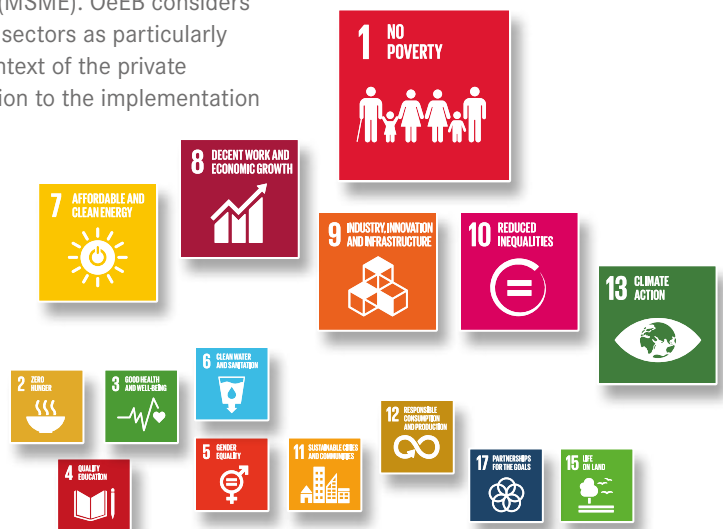 (MSME). OeEB considers
sectors as particularly
ntext of the private
ion to the implementation
1 NO
POVERTY
8 DECENT WORK AND
ECONOMIC GROWTH
7 AFFORDABLE AND
CLEAN ENERGY
9 INDUSTRY, INNOVATION
AND INFRASTRUCTURE
10 REDUCED
INEQUALITIES
13 CLIMATE
ACTION
2 ZERO
HUNGER
3 GOOD HEALTH
AND WELL-BEING
6 CLEAN WATER
AND SANITATION
12 RESPONSIBLE
CONSUMPTION
AND PRODUCTION
4 QUALITY
EDUCATION
5 GENDER
EQUALITY
11 SUSTAINABLE CITIES
AND COMMUNITIES
17 PARTNERSHIPS
FOR THE GOALS
15 LIFE
ON LAND